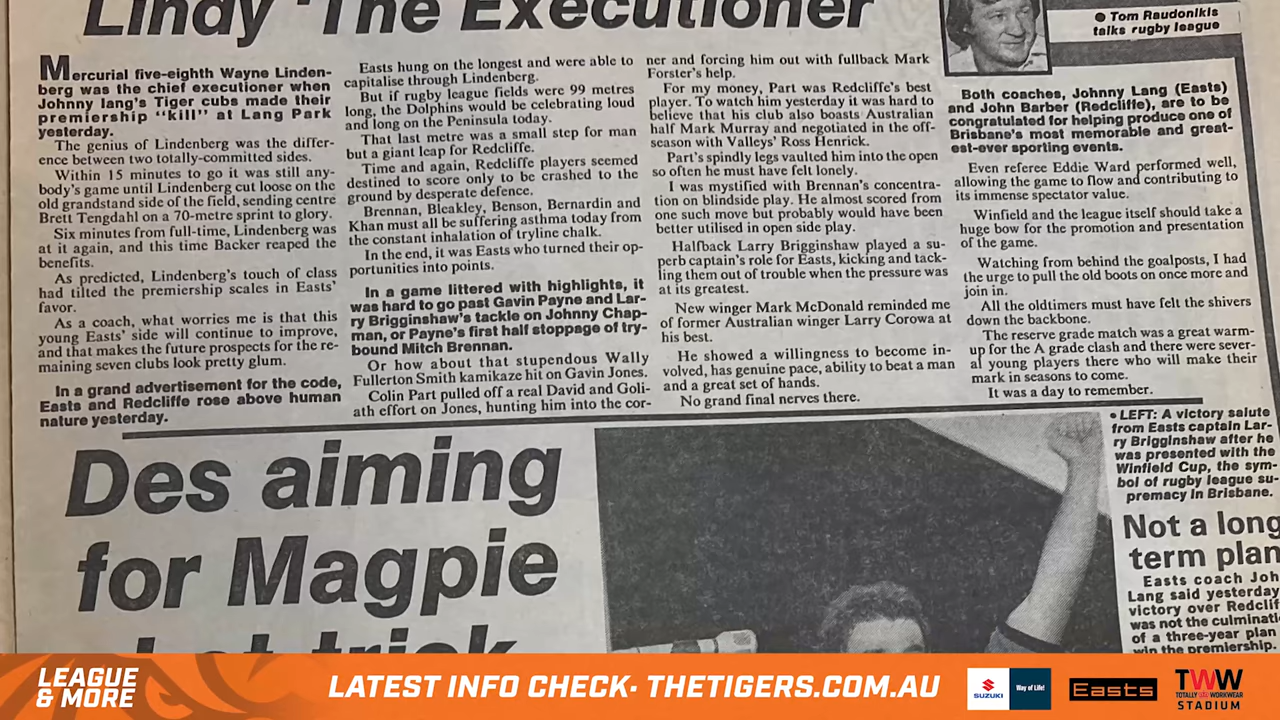 Lindy 'The Executioner
● Tom Raudonikis
talks rugby league
Mercurial five-eighth Wayne Linden-
berg was the chief executioner when
Johnny lang's Tiger cubs made their
premiership "kill" at Lang Park
yesterday.
The genius of Lindenberg was the differ-
ence between two totally-committed sides.
Within 15 minutes to go it was still any-
body's game until Lindenberg cut loose on the
old grandstand side of the field, sending centre
Brett Tengdahl on a 70-metre sprint to glory.
Six minutes from full-time, Lindenberg was
at it again, and this time Backer reaped the
benefits.
As predicted, Lindenberg's touch of class
had tilted the premiership scales in Easts'
favor.
As a coach, what worries me is that this
young Easts' side will continue to improve,
and that makes the future prospects for the re-
maining seven clubs look pretty glum.
In a grand advertisement for the code,
Easts and Redcliffe rose above human
nature yesterday.
Easts hung on the longest and were able to
capitalise through Lindenberg.
But if rugby league fields were 99 metres
long, the Dolphins would be celebrating loud
and long on the Peninsula today.
That last metre was a small step for man
but a giant leap for Redcliffe.
Time and again, Redcliffe players seemed
destined to score only to be crashed to the
ground by desperate defence.
Brennan, Bleakley, Benson, Bernardin and
Khan must all be suffering asthma today from
the constant inhalation of tryline chalk.
In the end, it was Easts who turned their op-
portunities into points.
In a game littered with highlights, it
was hard to go past Gavin Payne and Lar-
ry Brigginshaw's tackle on Johnny Chap-
man, or Payne's first half stoppage of try-
bound Mitch Brennan.
Or how about that stupendous Wally
Fullerton Smith kamikaze hit on Gavin Jones.
Colin Part pulled off a real David and Goli-
ath effort on Jones, hunting him into the cor-
ner and forcing him out with fullback Mark
Forster's help.
For my money, Part was Redcliffe's best
player. To watch him yesterday it was hard to
believe that his club also boasts Australian
half Mark Murray and negotiated in the off-
season with Valleys' Ross Henrick.
Part's spindly legs vaulted him into the open
so often he must have felt lonely.
I was mystified with Brennan's concentra-
tion on blindside play. He almost scored from
one such move but probably would have been
better utilised in open side play.
Halfback Larry Brigginshaw played a su-
perb captain's role for Easts, kicking and tack-
ling them out of trouble when the pressure was
at its greatest.
New winger Mark McDonald reminded me
of former Australian winger Larry Corowa at
his best.
He showed a willingness to become in-
volved, has genuine pace, ability to beat a man
and a great set of hands.
No grand final nerves there.
Both coaches, Johnny Lang (Easts)
and John Barber (Redcliffe), are to be
congratulated for helping produce one of
Brisbane's most memorable and great-
est-ever sporting events.
Even referee Eddie Ward performed well,
allowing the game to flow and contributing to
its immense spectator value.
Winfield and the league itself should take a
huge bow for the promotion and presentation
of the game.
Watching from behind the goalposts, I had
the urge to pull the old boots on once more and
join in.
All the oldtimers must have felt the shivers
down the backbone.
The reserve grade match was a great warm-
up for the A grade clash and there were sever-
al young players there who will make their
mark in seasons to come.
It was a day to remember.
Des aiming
for Magpie
hat-trick
• LEFT: A victory salute
from Easts captain Lar-
ry Brigginshaw after he
was presented with the
Winfield Cup, the sym-
bol of rugby league su-
premacy in Brisbane.
Not a long
term plan
Easts coach Joh
Lang said yesterday
victory over Redclif
was not the culminati
of a three-year plan
win the premiership.
LEAGUE
& MORE
LATEST INFO CHECK· THETIGERS.COM.AU
SUZUKI
Way of Life!
Easts
TWW
TOTALLY WORKWEAR
STADIUM